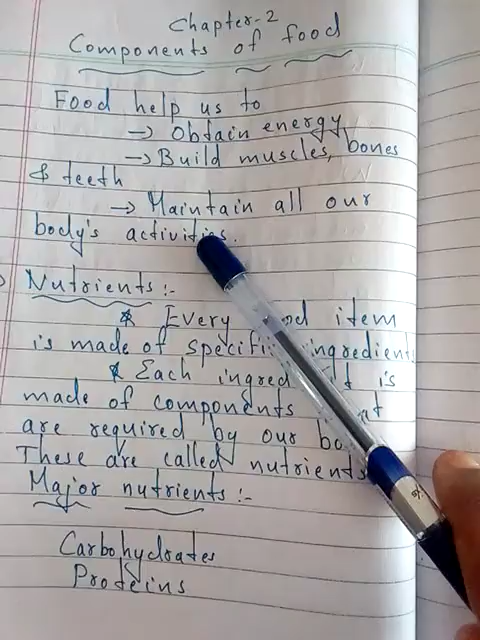 Chapter-2
Components of food
Food help us to
→ Obtain energy
→ Build muscles, bones
& teeth
→ Maintain all our
body's activities.
Nutrients :-
* Every item
is made of specific ingredients
* Each is
made of components
are required by our
These are called nutrients
Major nutrients :-
Carbohydrates
Proteins